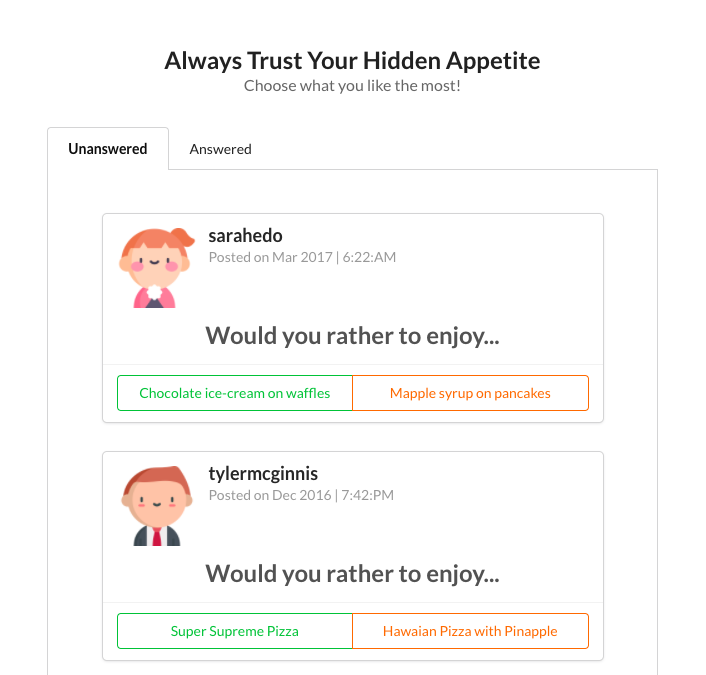 Always Trust Your Hidden Appetite
Choose what you like the most!
Unanswered Answered
sarahedo
Posted on Mar 2017 | 6:22:AM
Would you rather to enjoy...
Chocolate ice-cream on waffles Mapple syrup on pancakes
tylermcginnis
Posted on Dec 2016 | 7:42:PM
Would you rather to enjoy...
Super Supreme Pizza Hawaian Pizza with Pinapple